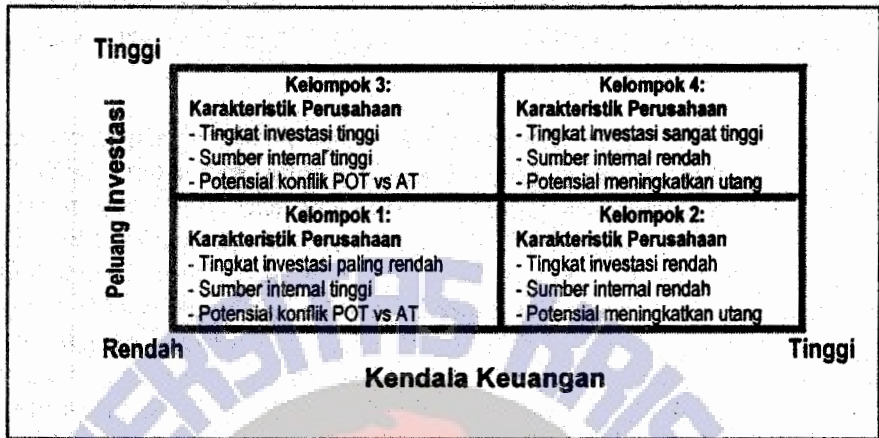 Tinggi
Peluang Investasi
Kelompok 3:
Karakteristik Perusahaan
- Tingkat investasi tinggi
- Sumber internal tinggi
- Potensial konflik POT vs AT
Kelompok 4:
Karakteristik Perusahaan
- Tingkat investasi sangat tinggi
- Sumber internal rendah
- Potensial meningkatkan utang
Kelompok 1:
Karakteristik Perusahaan
- Tingkat investasi paling rendah
- Sumber internal tinggi
- Potensial konflik POT vs AT
Kelompok 2:
Karakteristik Perusahaan
- Tingkat investasi rendah
- Sumber internal rendah
- Potensial meningkatkan utang
Rendah
Tinggi
Kendala Keuangan